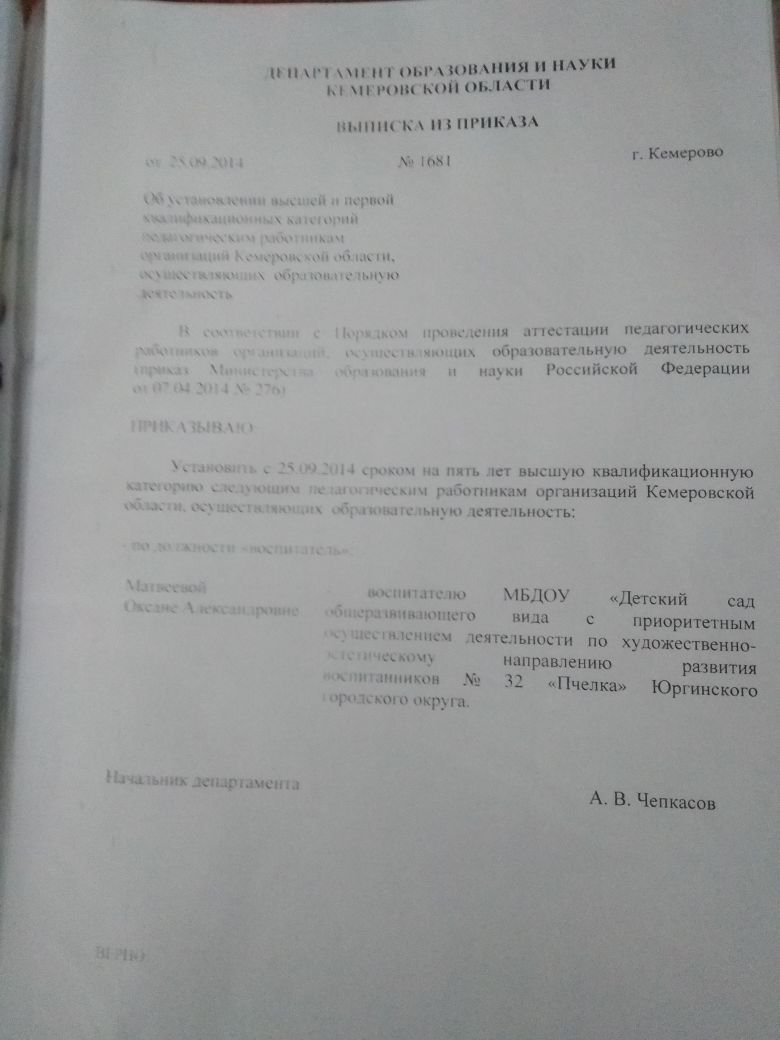 ДЕПАРТАМЕНТ ОБРАЗОВАНИЯ И НАУКИ
КЕМЕРОВСКОЙ ОБЛАСТИ
ВЫПИСКА ИЗ ПРИКАЗА
от 25.09.2014 № 1681 г. Кемерово
Об установлении высшей и первой
квалификационных категорий
педагогическим работникам
организаций Кемеровской области,
осуществляющих образовательную
деятельность
В соответствии с Порядком проведения аттестации педагогических
работников организаций, осуществляющих образовательную деятельность
(приказ Министерства образования и науки Российской Федерации
от 07.04.2014 № 276)
ПРИКАЗЫВАЮ:
Установить с 25.09.2014 сроком на пять лет высшую квалификационную
категорию следующим педагогическим работникам организаций Кемеровской
области, осуществляющих образовательную деятельность:
- по должности «воспитатель»:
Матвеевой - воспитателю МБДОУ «Детский сад
Оксане Александровне общеразвивающего вида с приоритетным
осуществлением деятельности по художественно-
эстетическому направлению развития
воспитанников № 32 «Пчелка» Юргинского
городского округа.
Начальник департамента А. В. Чепкасов
ВЕРНО